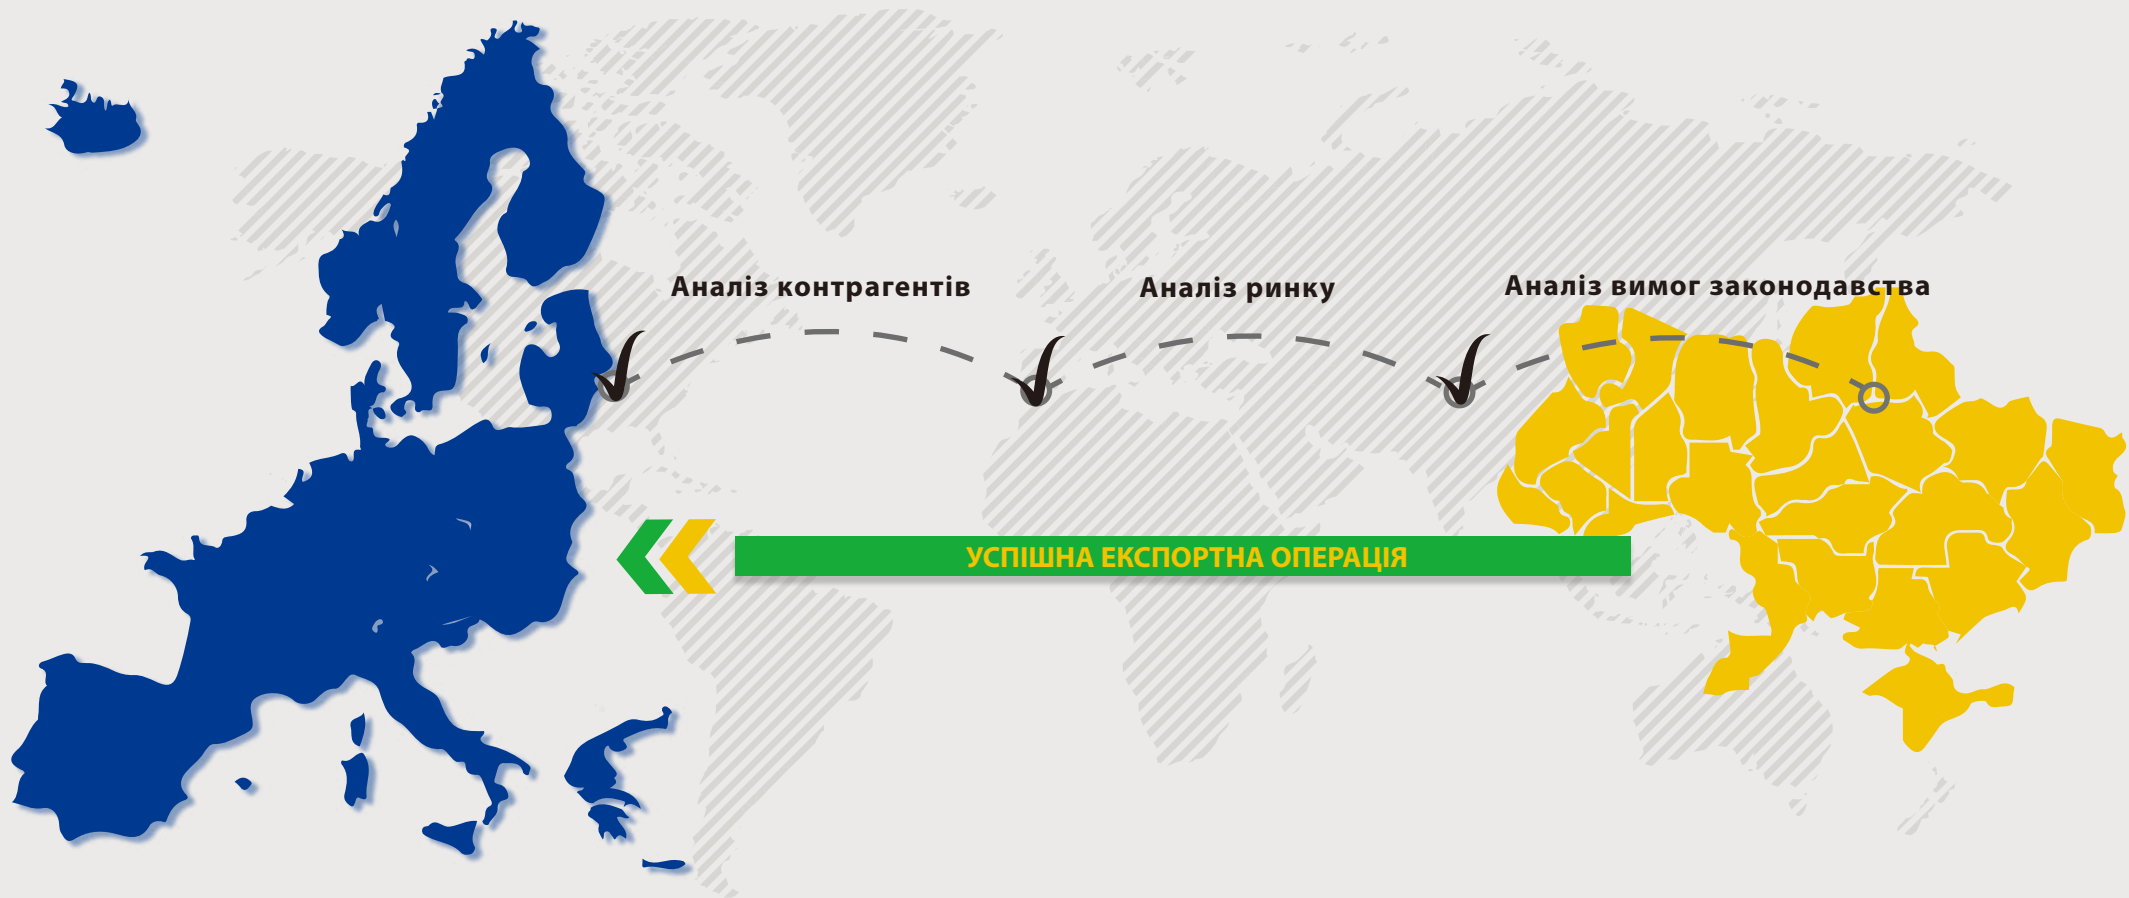 Аналіз контрагентів
Аналіз ринку
Аналіз вимог законодавства
УСПІШНА ЕКСПОРТНА ОПЕРАЦІЯ